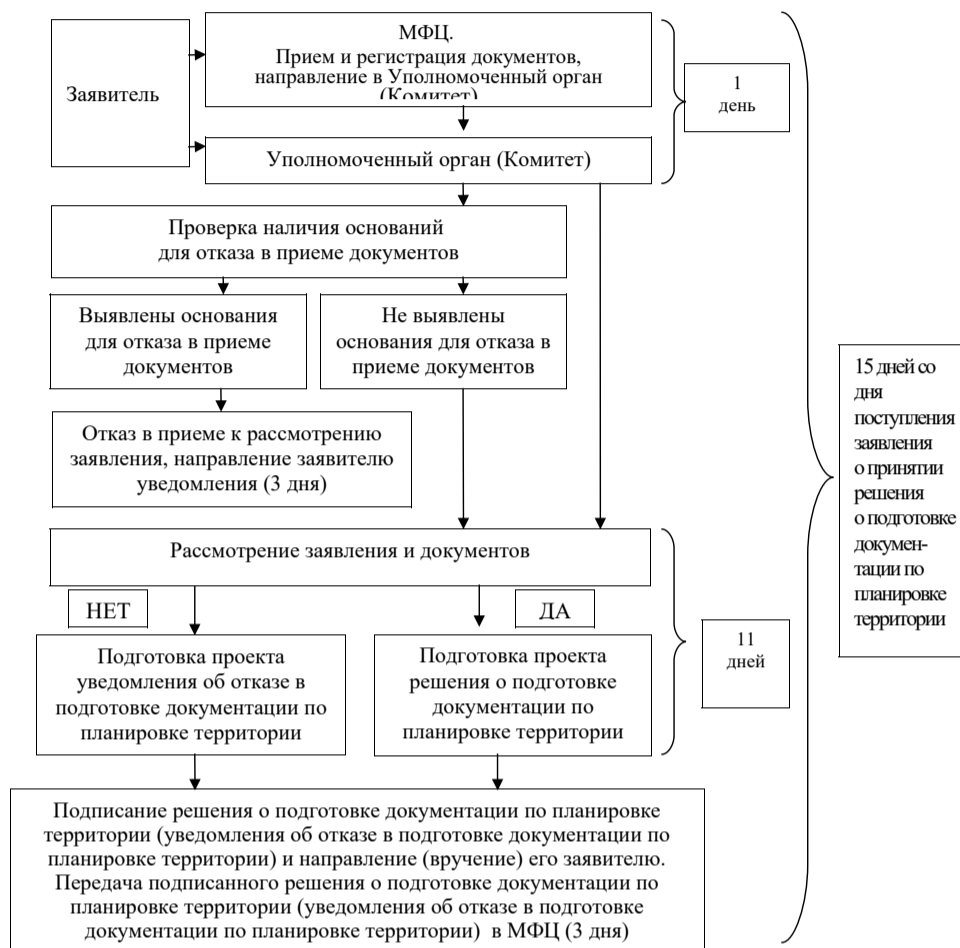 МФЦ.
Прием и регистрация документов,
направление в Уполномоченный орган
(Комитет)
Заявитель
1
день
Уполномоченный орган (Комитет)
Проверка наличия оснований
для отказа в приеме документов
Выявлены основания
для отказа в приеме
документов
Не выявлены
основания для отказа в
приеме документов
Отказ в приеме к рассмотрению
заявления, направление заявителю
уведомления (3 дня)
15 дней со
дня
поступления
заявления
о принятии
решения
о подготовке
докумен-
тации по
планировке
территории
Рассмотрение заявления и документов
НЕТ
ДА
11
дней
Подготовка проекта
уведомления об отказе в
подготовке документации по
планировке территории
Подготовка проекта
решения о подготовке
документации по
планировке территории
Подписание решения о подготовке документации по планировке
территории (уведомления об отказе в подготовке документации по
планировке территории) и направление (вручение) его заявителю.
Передача подписанного решения о подготовке документации по
планировке территории (уведомления об отказе в подготовке
документации по планировке территории) в МФЦ (3 дня)